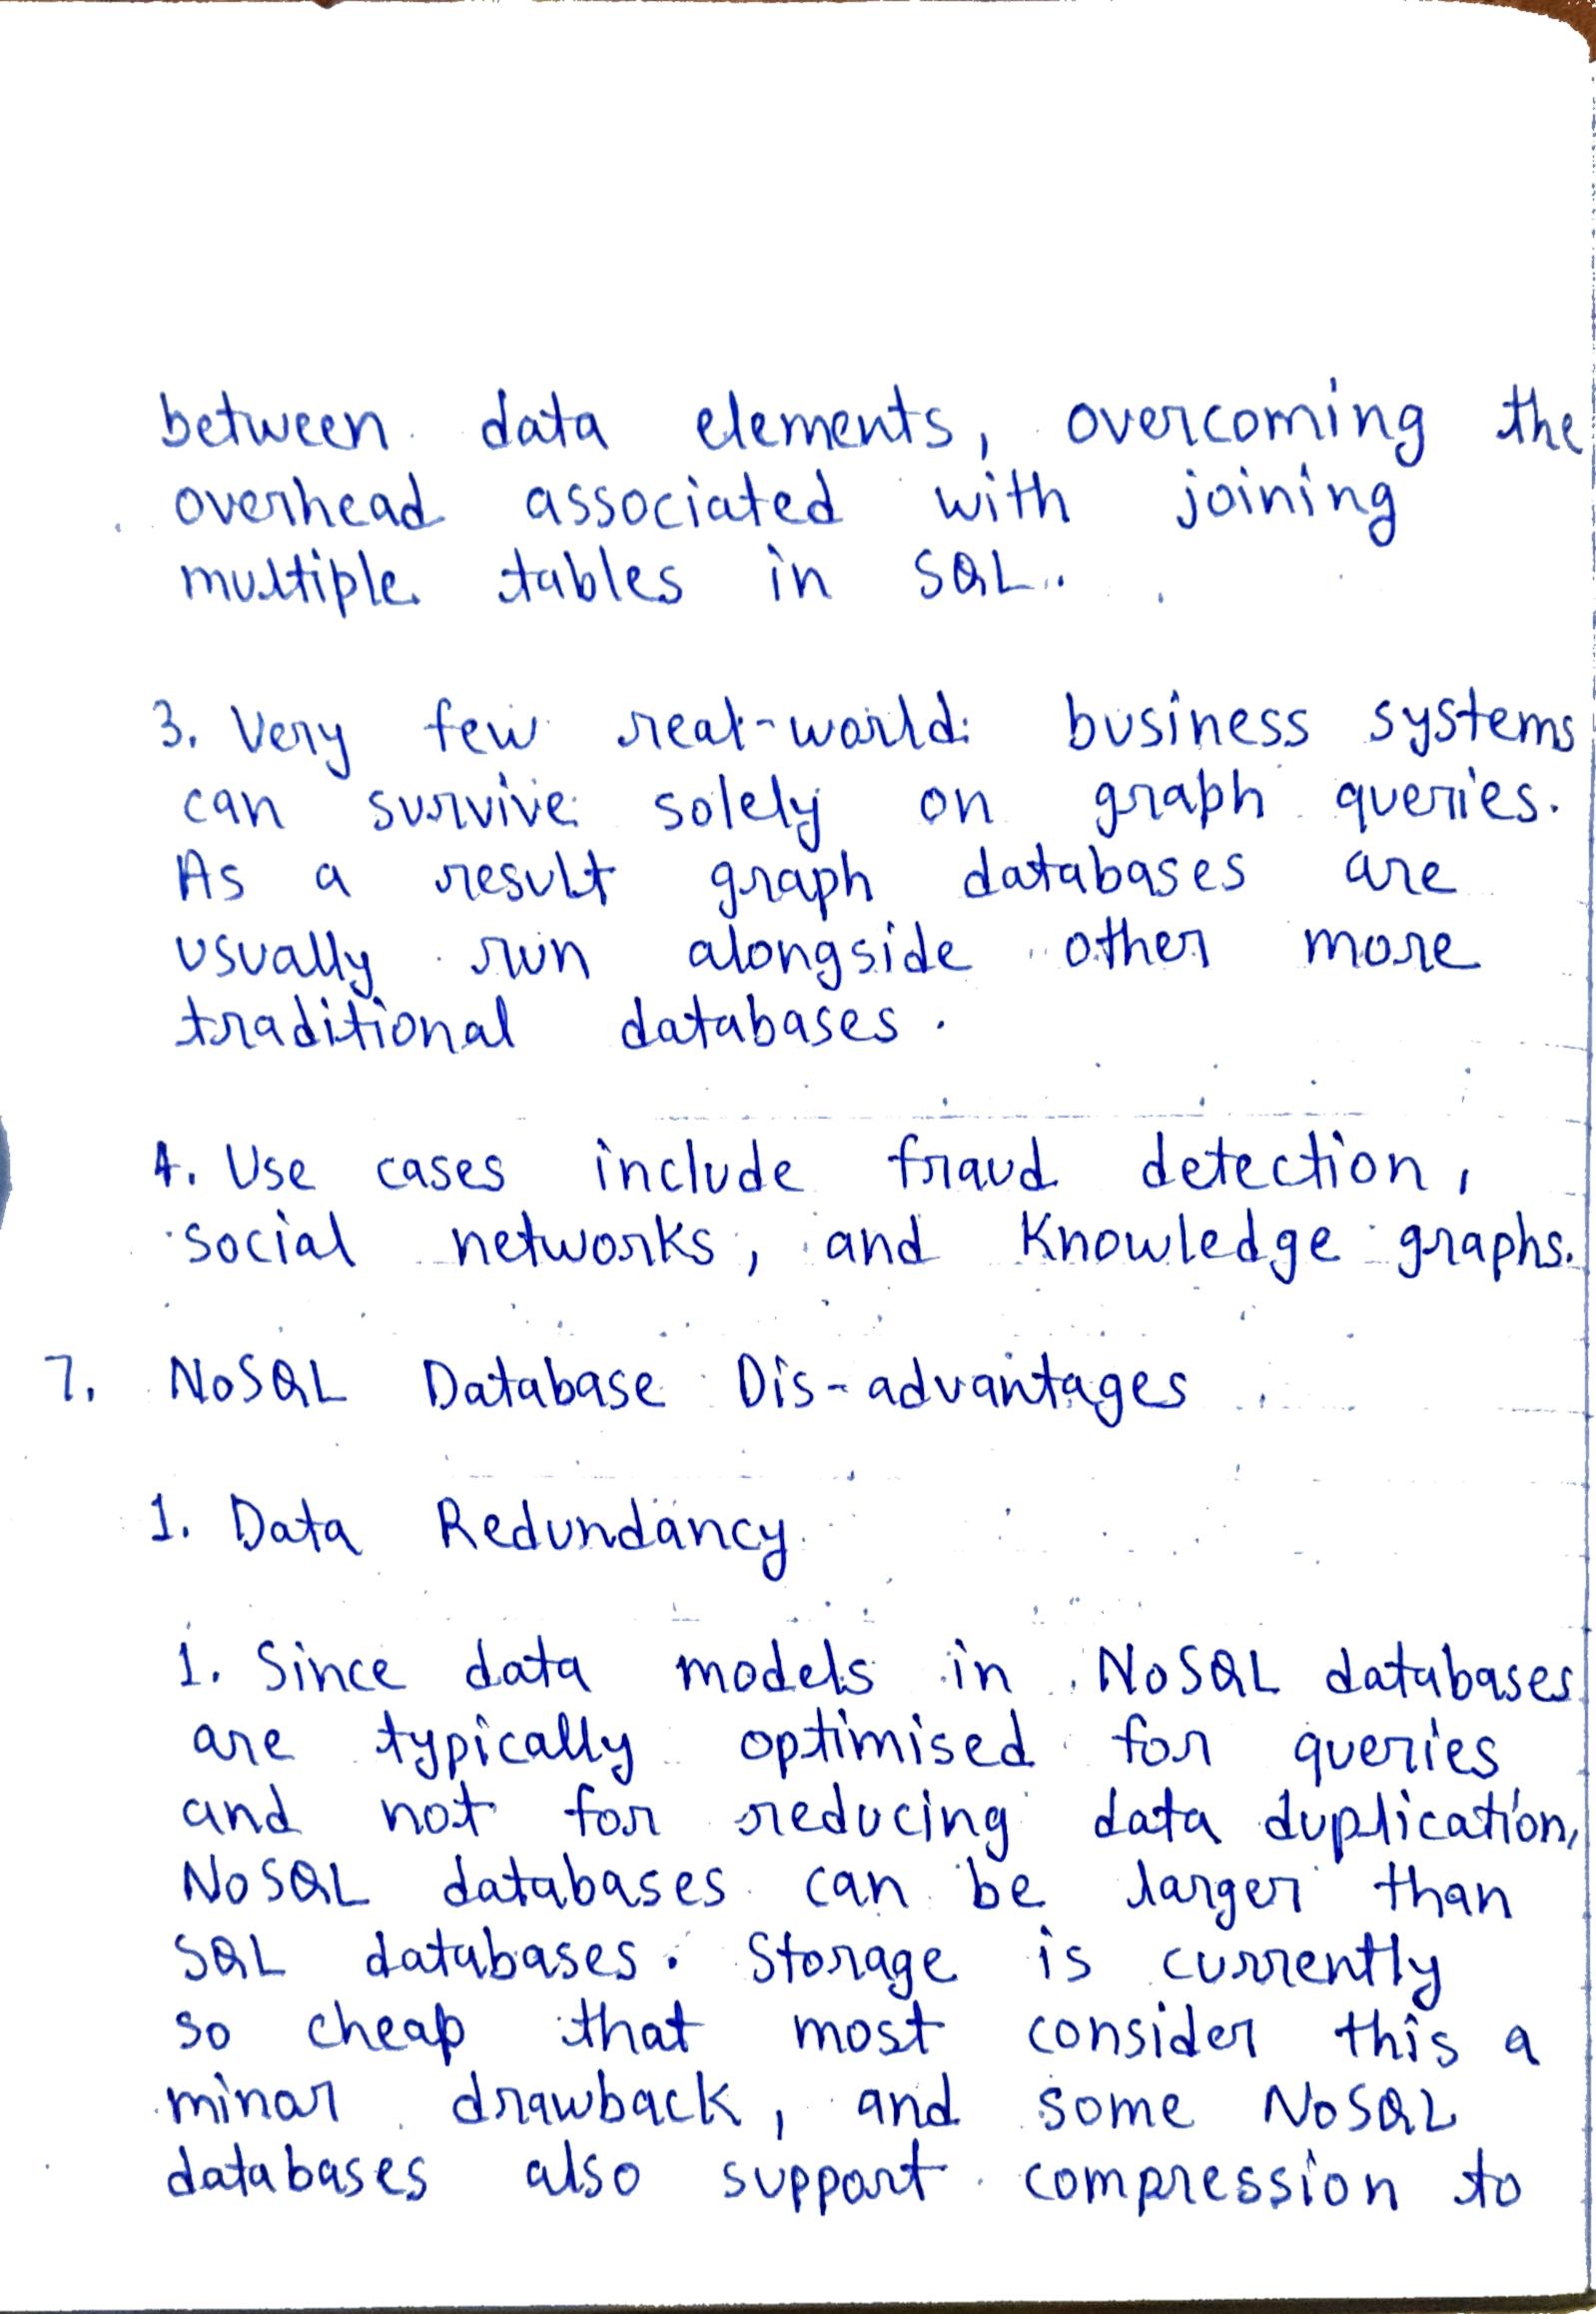 between data elements, overcoming the
overhead associated with joining
multiple tables in SQL.
3. Very few real-world business systems
can survive solely on graph queries.
As a result graph databases are
usually run alongside other more
traditional databases.
4. Use cases include fraud detection,
social networks, and Knowledge graphs.
7. NoSQL Database Dis-advantages
1. Data Redundancy
1. Since data models in NoSQL databases
are typically optimised for queries
and not for reducing data duplication,
NoSQL databases can be larger than
SQL databases. Storage is currently
so cheap that most consider this a
minor drawback, and some NoSQL
databases also support compression to